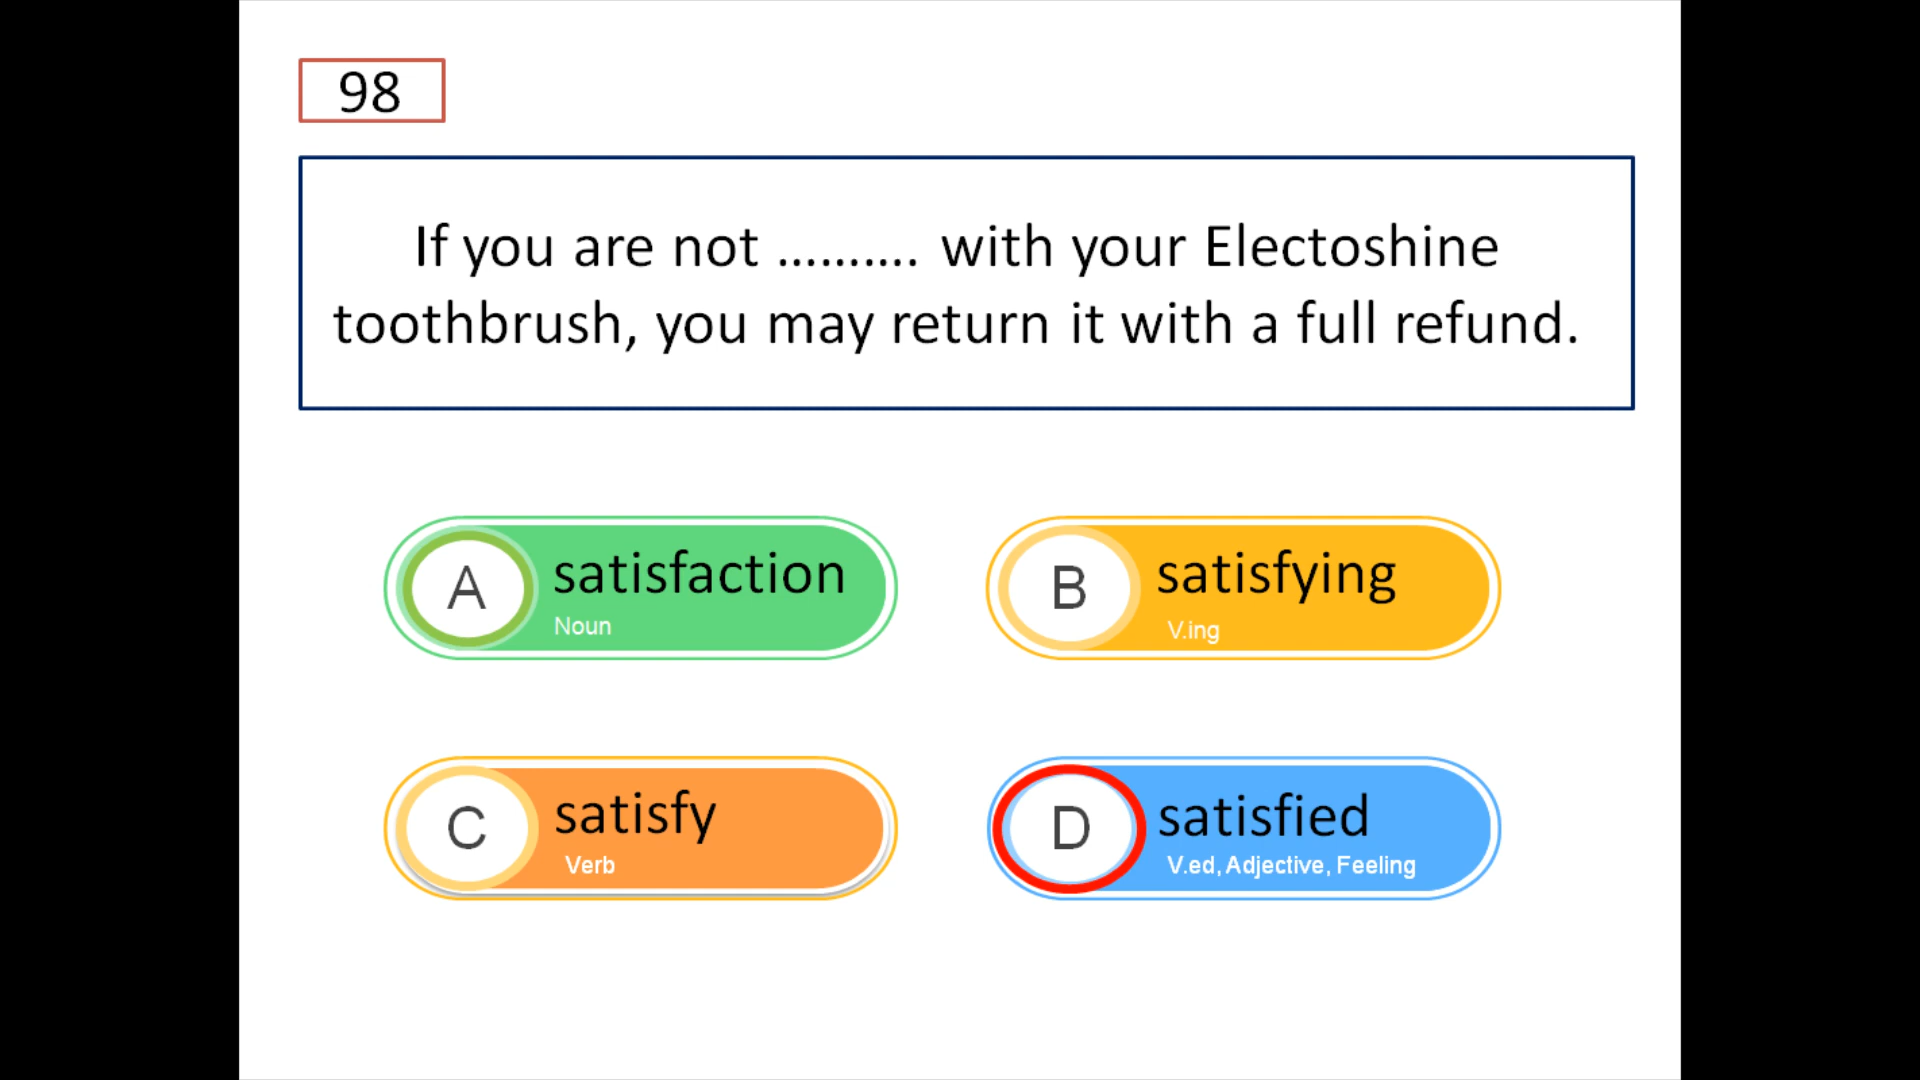 98
If you are not .......... with your Electoshine
toothbrush, you may return it with a full refund.
A satisfaction
Noun
B satisfying
V.ing
C satisfy
Verb
D satisfied
V.ed, Adjective, Feeling